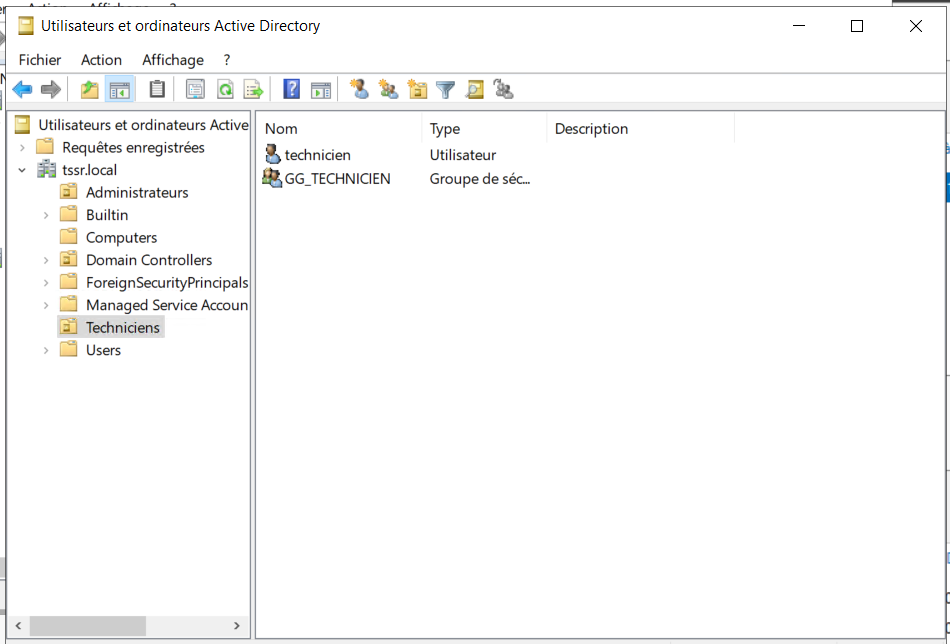 Utilisateurs et ordinateurs Active Directory
Fichier Action Affichage ?
Utilisateurs et ordinateurs Active
Requêtes enregistrées
tssr.local
Administrateurs
Builtin
Computers
Domain Controllers
ForeignSecurityPrincipals
Managed Service Accoun
Techniciens
Users
Nom Type Description
technicien Utilisateur
GG_TECHNICIEN Groupe de séc...